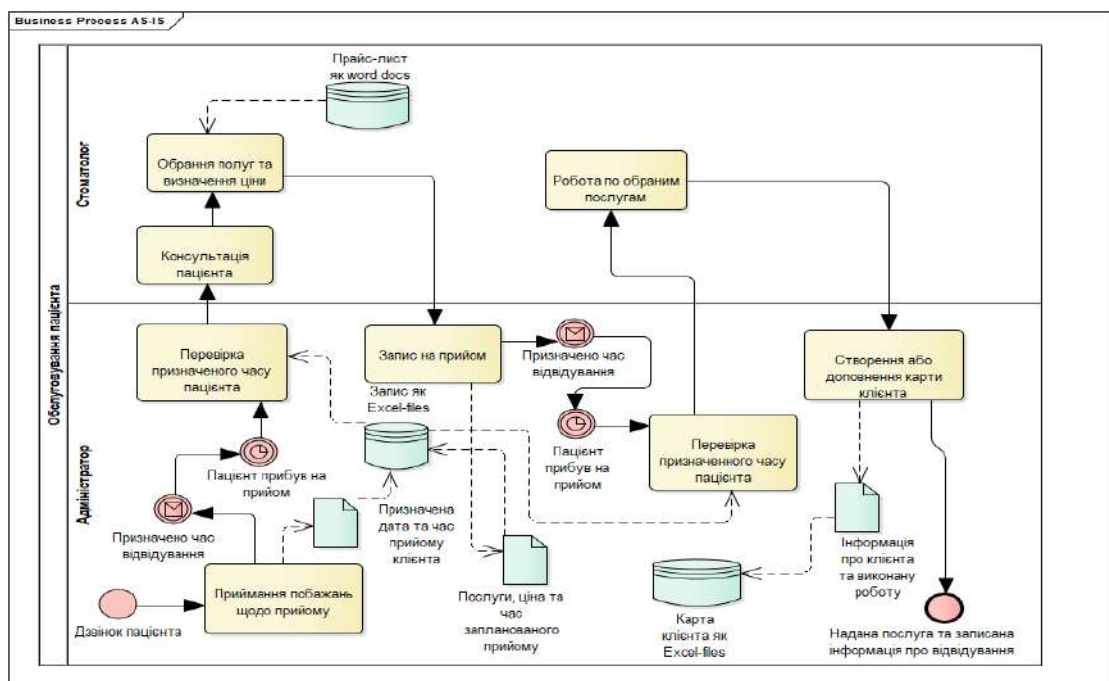 Business Process AS-IS
Обслуговування пацієнта
Стоматолог
Прайс-лист
як word docs
Обрання полуг та
визначення ціни
Робота по обраним
послугам
Консультація
пацієнта
Адміністратор
Перевірка
призначеного часу
пацієнта
Запис на прийом
Призначено час
відвідування
Створення або
доповнення карти
клієнта
Запис як
Excel-files
Пацієнт
прибув на
прийом
Перевірка
призначенного часу
пацієнта
Пацієнт прибув на
прийом
Призначено час
відвідування
Призначена
дата та час
прийому
клієнта
Інформація
про клієнта
та виконану
роботу
Приймання побажань
щодо прийому
Дзвінок пацієнта
Послуги, ціна та
час
запланованого
прийому
Карта
клієнта як
Excel-files
Надана послуга та записана
інформація про відвідування